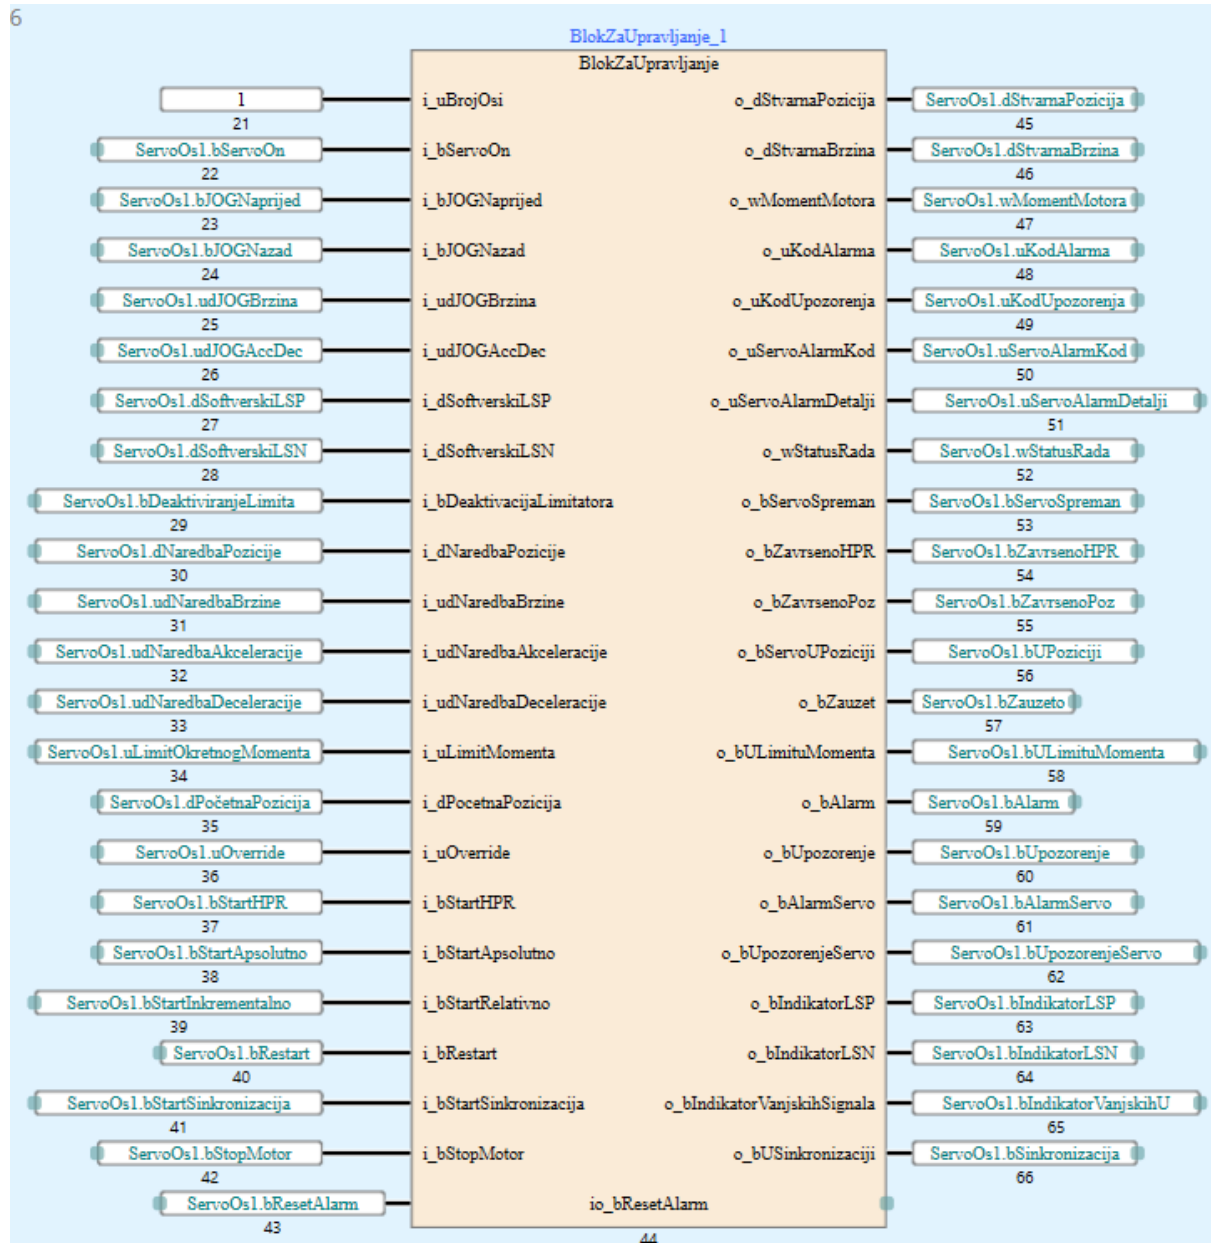 6
BlokZaUpravljanje_1
BlokZaUpravljanje
1 i_uBrojOsi o_dStvarnaPozicija ServoOs1.dStvarnaPozicija
21 45
ServoOs1.bServoOn i_bServoOn o_dStvarnaBrzina ServoOs1.dStvarnaBrzina
22 46
ServoOs1.bJOGNaprijed i_bJOGNaprijed o_wMomentMotora ServoOs1.wMomentMotora
23 47
ServoOs1.bJOGNazad i_bJOGNazad o_uKodAlarma ServoOs1.uKodAlarma
24 48
ServoOs1.udJOGBrzina i_udJOGBrzina o_uKodUpozorenja ServoOs1.uKodUpozorenja
25 49
ServoOs1.udJOGAccDec i_udJOGAccDec o_uServoAlarmKod ServoOs1.uServoAlarmKod
26 50
ServoOs1.dSoftverskiLSP i_dSoftverskiLSP o_uServoAlarmDetalji ServoOs1.uServoAlarmDetalji
27 51
ServoOs1.dSoftverskiLSN i_dSoftverskiLSN o_wStatusRada ServoOs1.wStatusRada
28 52
ServoOs1.bDeaktiviranjeLimita i_bDeaktivacijaLimitatora o_bServoSpreman ServoOs1.bServoSpreman
29 53
ServoOs1.dNaredbaPozicije i_dNaredbaPozicije o_bZavrsenoHPR ServoOs1.bZavrsenoHPR
30 54
ServoOs1.udNaredbaBrzine i_udNaredbaBrzine o_bZavrsenoPoz ServoOs1.bZavrsenoPoz
31 55
ServoOs1.udNaredbaAkceleracije i_udNaredbaAkceleracije o_bServoUPoziciji ServoOs1.bUPoziciji
32 56
ServoOs1.udNaredbaDeceleracije i_udNaredbaDeceleracije o_bZauzet ServoOs1.bZauzeto
33 57
ServoOs1.uLimitOkretnogMomenta i_uLimitMomenta o_bULimituMomenta ServoOs1.bULimituMomenta
34 58
ServoOs1.dPočetnaPozicija i_dPocetnaPozicija o_bAlarm ServoOs1.bAlarm
35 59
ServoOs1.uOverride i_uOverride o_bUpozorenje ServoOs1.bUpozorenje
36 60
ServoOs1.bStartHPR i_bStartHPR o_bAlarmServo ServoOs1.bAlarmServo
37 61
ServoOs1.bStartApsolutno i_bStartApsolutno o_bUpozorenjeServo ServoOs1.bUpozorenjeServo
38 62
ServoOs1.bStartInkrementalno i_bStartRelativno o_bIndikatorLSP ServoOs1.bIndikatorLSP
39 63
ServoOs1.bRestart i_bRestart o_bIndikatorLSN ServoOs1.bIndikatorLSN
40 64
ServoOs1.bStartSinkronizacija i_bStartSinkronizacija o_bIndikatorVanjskihSignala ServoOs1.bIndikatorVanjskihU
41 65
ServoOs1.bStopMotor i_bStopMotor o_bUSinkronizaciji ServoOs1.bSinkronizacija
42 66
ServoOs1.bResetAlarm io_bResetAlarm
43 44